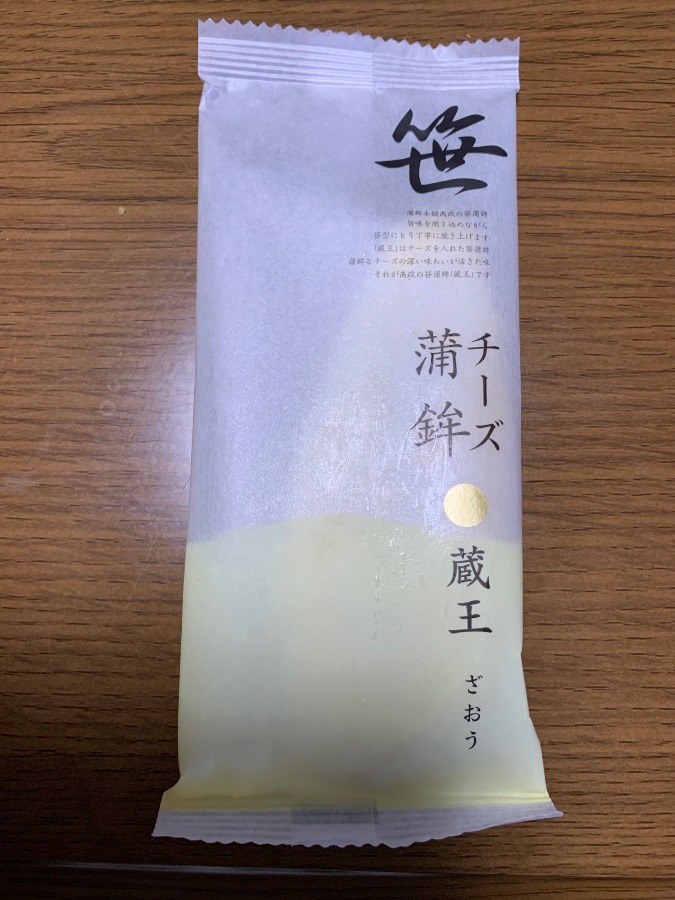 笹
蒲鉾本舗高政の笹蒲鉾
旨味を閉じ込めながら
笹型にとり丁寧に焼き上げます
「蔵王」はチーズを入れた笹蒲鉾
蒲鉾とチーズの深い味わいが活きた味
それが高政の笹蒲鉾「蔵王」です
チーズ
蒲鉾
蔵王
ざおう